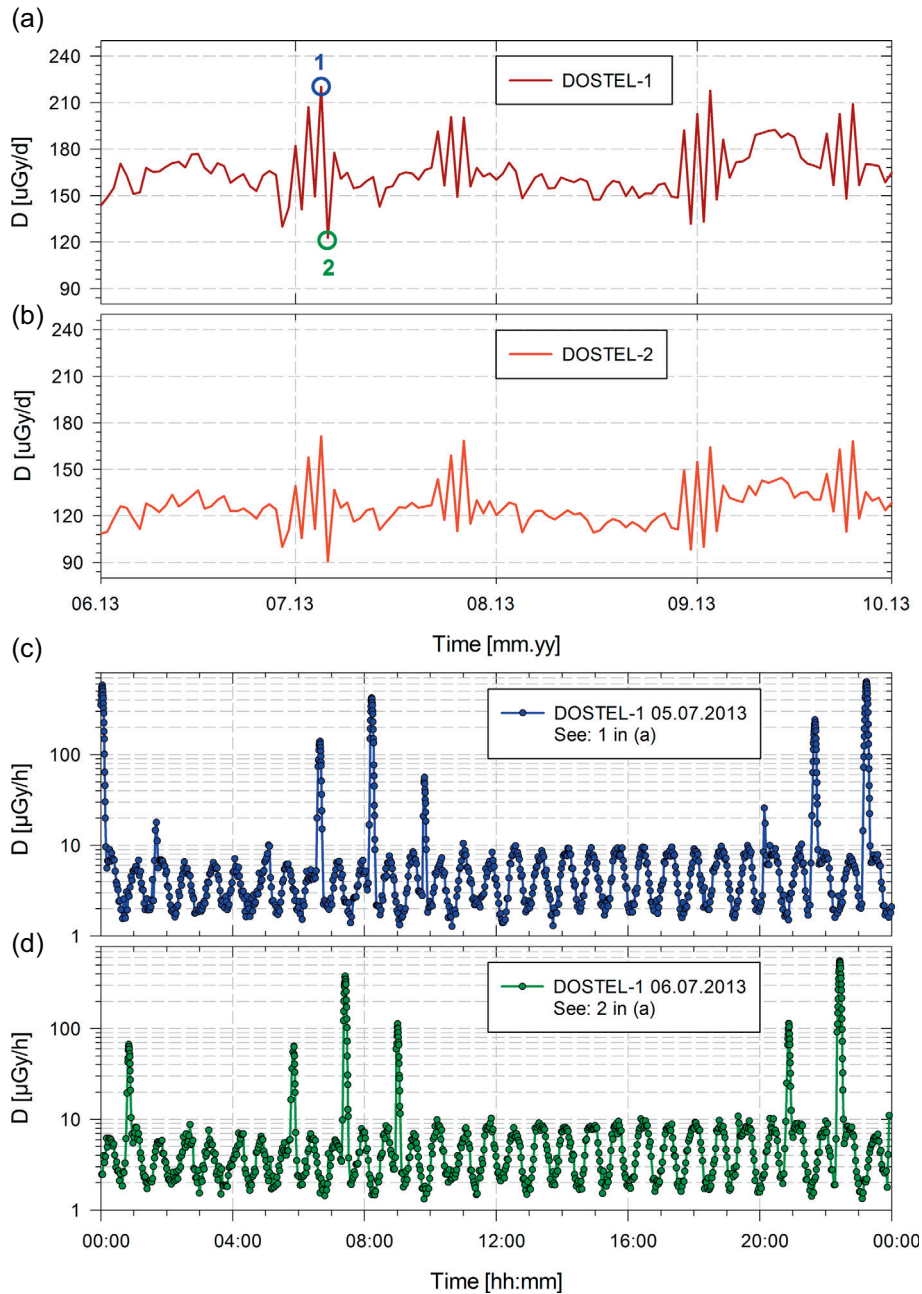 (a)
240
210
180
150
120
90
D [uGy/d]
1
2
DOSTEL-1
(b)
240
210
180
150
120
90
D [uGy/d]
DOSTEL-2
06.13
07.13
08.13
09.13
10.13
Time [mm.yy]
(c)
100
10
1
D [µGy/h]
DOSTEL-1 05.07.2013
See: 1 in (a)
(d)
100
10
1
D [µGy/h]
DOSTEL-1 06.07.2013
See: 2 in (a)
00:00
04:00
08:00
12:00
16:00
20:00
00:00
Time [hh:mm]